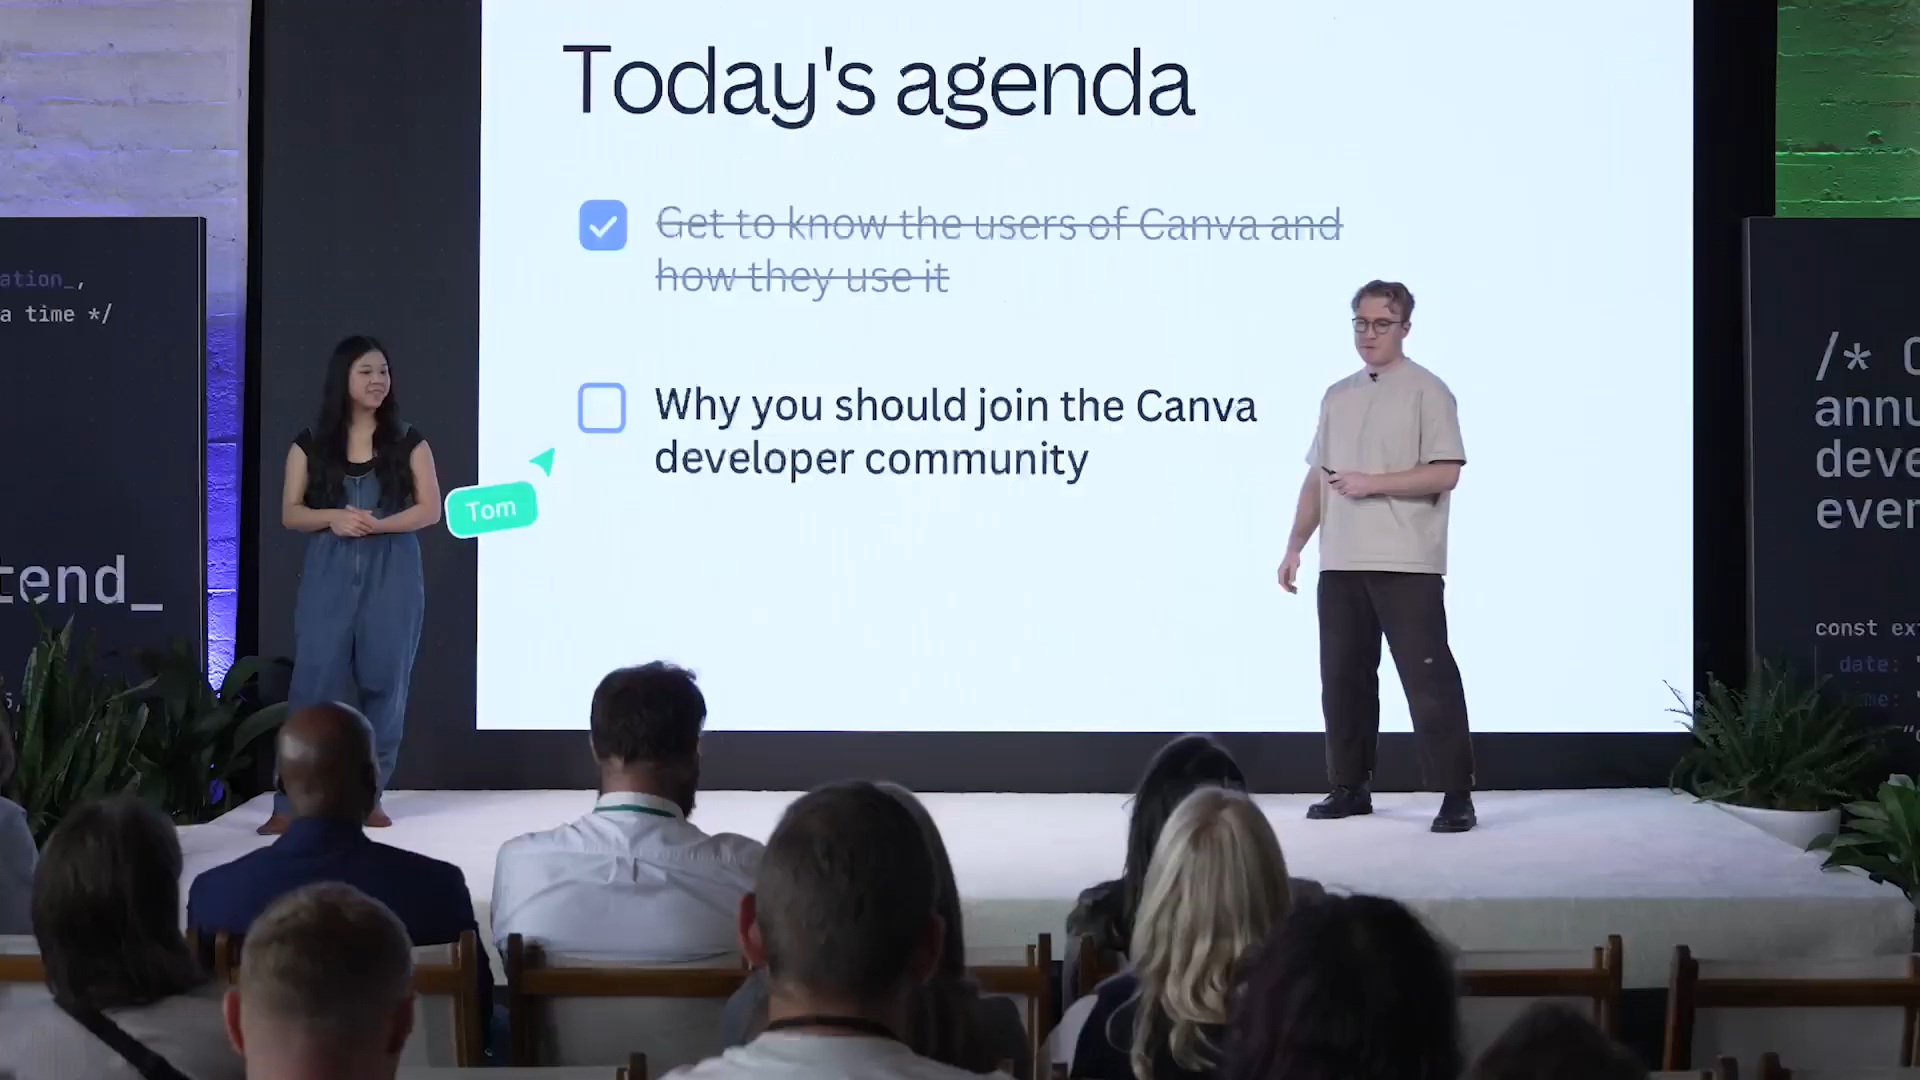 Today's agenda
Get to know the users of Canva and
how they use it
Why you should join the Canva
developer community
Tom
ation_,
a time */
tend_
/* C
annu
deve
ever
const ex
date: "